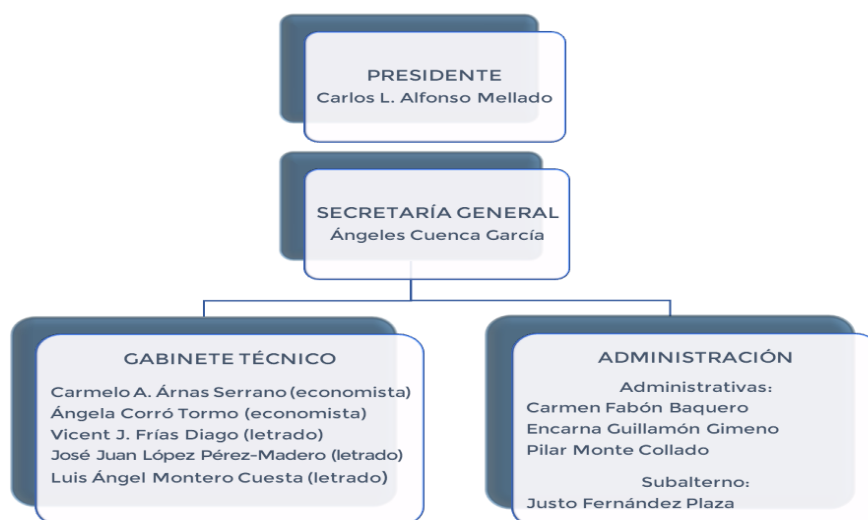 PRESIDENTE
Carlos L. Alfonso Mellado
SECRETARÍA GENERAL
Ángeles Cuenca García
GABINETE TÉCNICO
Carmelo A. Árnas Serrano (economista)
Ángela Corró Tormo (economista)
Vicent J. Frías Diago (letrado)
José Juan López Pérez-Madero (letrado)
Luis Ángel Montero Cuesta (letrado)
ADMINISTRACIÓN
Administrativas:
Carmen Fabón Baquero
Encarna Guillamón Gimeno
Pilar Monte Collado
Subalterno:
Justo Fernández Plaza